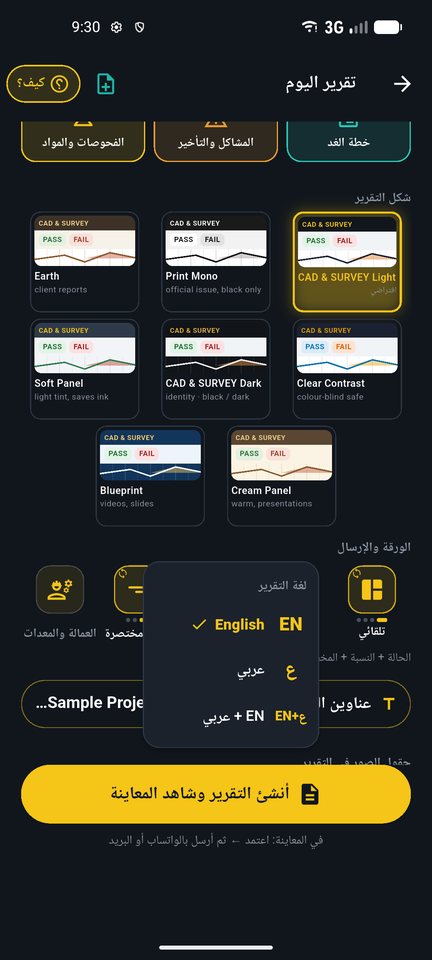 9:30
3G
تقرير اليوم
كيف؟
خطة الغد
المشاكل والتأخير
الفحوصات والمواد
شكل التقرير
CAD & SURVEY
PASS FAIL
CAD & SURVEY Light
افتراضي
CAD & SURVEY
PASS FAIL
Print Mono
official issue, black only
CAD & SURVEY
PASS FAIL
Earth
client reports
CAD & SURVEY
PASS FAIL
Clear Contrast
colour-blind safe
CAD & SURVEY
PASS FAIL
CAD & SURVEY Dark
identity · black / dark
CAD & SURVEY
PASS FAIL
Soft Panel
light tint, saves ink
CAD & SURVEY
PASS FAIL
Cream Panel
warm, presentations
CAD & SURVEY
PASS FAIL
Blueprint
videos, slides
الورقة والإرسال
تلقائي
مختصرة
العمالة والمعدات
الحالة + النسبة +
لغة التقرير
EN English
ع عربي
EN+ع عربي + EN
T عناوين
Sample Proje...
حقول الصور في التقرير
أنشئ التقرير وشاهد المعاينة
في المعاينة: اعتمد ← ثم أرسل بالواتساب أو البريد